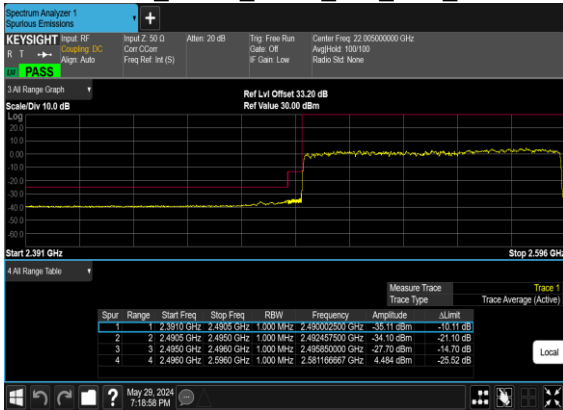 Spectrum Analyzer 1
Spurious Emissions
KEYSIGHT
R T
Input: RF
Coupling: DC
Align: Auto
Input Z: 50 Ω
Corr CCorr
Freq Ref: Int (S)
Atten: 20 dB
Trig: Free Run
Gate: Off
IF Gain: Low
Center Freq: 22.005000000 GHz
Avg|Hold: 100/100
Radio Std: None
PASS
3 All Range Graph
Scale/Div 10.0 dB
Ref Lvl Offset 33.20 dB
Ref Value 30.00 dBm
Log
20.0
10.0
0.00
-10.0
-20.0
-30.0
-40.0
-50.0
-60.0
Start 2.391 GHz
Stop 2.596 GHz
4 All Range Table
Measure Trace Trace 1
Trace Type Trace Average (Active)
Spur Range Start Freq Stop Freq RBW Frequency Amplitude ΔLimit
1 1 2.3910 GHz 2.4905 GHz 1.000 MHz 2.490002500 GHz -35.11 dBm -10.11 dB
2 2 2.4905 GHz 2.4950 GHz 1.000 MHz 2.492457500 GHz -34.10 dBm -21.10 dB
3 3 2.4950 GHz 2.4960 GHz 1.000 MHz 2.495850000 GHz -27.70 dBm -14.70 dB
4 4 2.4960 GHz 2.5960 GHz 1.000 MHz 2.581166667 GHz 4.484 dBm -25.52 dB
Local
May 29, 2024
7:18:58 PM